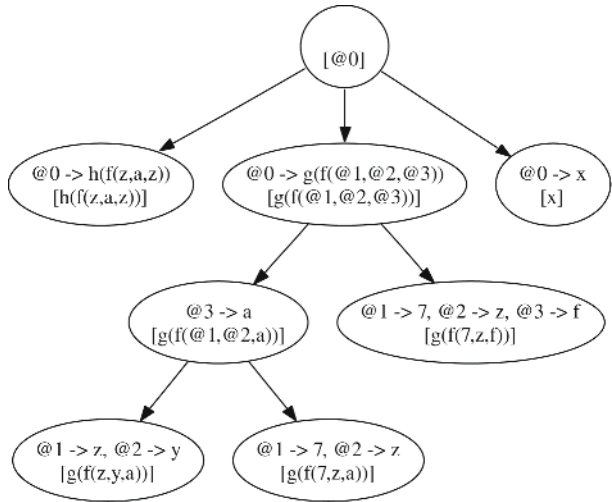 [@0]
@0 -> h(f(z,a,z))
[h(f(z,a,z))]
@0 -> g(f(@1,@2,@3))
[g(f(@1,@2,@3))]
@0 -> x
[x]
@3 -> a
[g(f(@1,@2,a))]
@1 -> 7, @2 -> z, @3 -> f
[g(f(7,z,f))]
@1 -> z, @2 -> y
[g(f(z,y,a))]
@1 -> 7, @2 -> z
[g(f(7,z,a))]